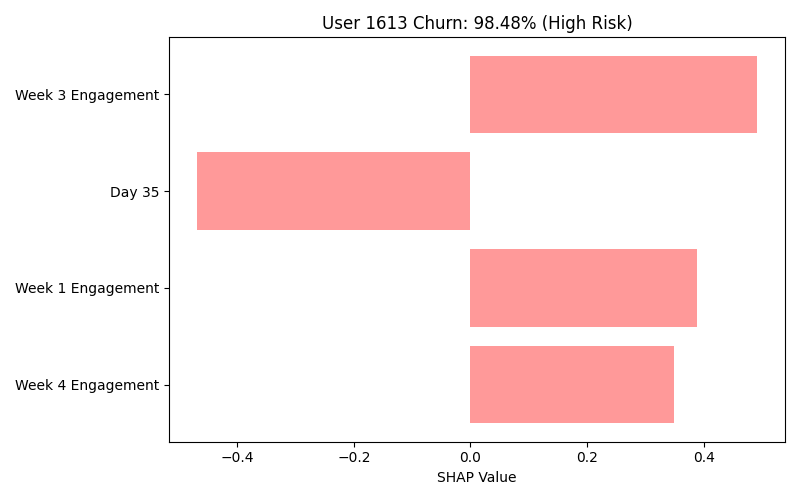 User 1613 Churn: 98.48% (High Risk)
Week 3 Engagement
Day 35
Week 1 Engagement
Week 4 Engagement
−0.4 −0.2 0.0 0.2 0.4
SHAP Value